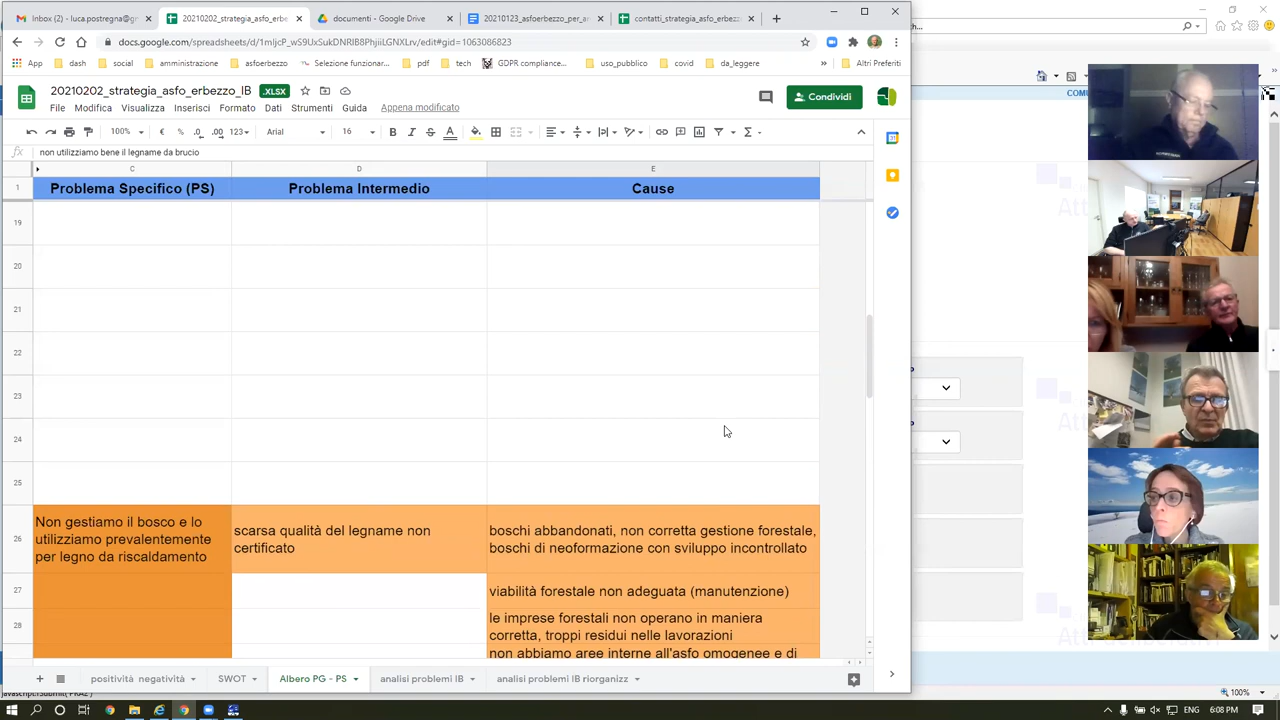 Inbox (18) - luca.postregna@gr
20210202_strategia_asfo_erbe
documenti - Google Drive
20210123_asfoerbezzo_per_an
contatti_strategia_asfo_erbezz
docs.google.com/spreadsheets/d/1mIjcP_wS9UxSukDNRIB8PhjiiLGNXLrv/edit#gid=1063086823
App
dash
social
amministrazione
asfoerbezzo
Selezione funzionar...
pdf
tech
GDPR compliance...
uso_pubblico
covid
da_leggere
»
Altri Preferiti
20210202_strategia_asfo_erbezzo_IB
.XLSX
File
Modifica
Visualizza
Inserisci
Formato
Dati
Strumenti
Guida
Appena modificato
Condividi
100%
€
%
.0
.00
123
Arial
16
B
I
S
A
fx
non utilizziamo bene il legname da brucio
C
D
E
1
Problema Specifico (PS)
Problema Intermedio
Cause
19
20
21
22
23
24
25
26
Non gestiamo il bosco e lo
utilizziamo prevalentemente
per legno da riscaldamento
scarsa qualità del legname non
certificato
boschi abbandonati, non corretta gestione forestale,
boschi di neoformazione con sviluppo incontrollato
27
viabilità forestale non adeguata (manutenzione)
28
le imprese forestali non operano in maniera
corretta, troppi residui nelle lavorazioni
non abbiamo aree interne all'asfo omogenee e di
positività negatività
SWOT
Albero PG - PS
analisi problemi IB
analisi problemi IB riorganizz
COMU
100%
ENG
6:08 PM